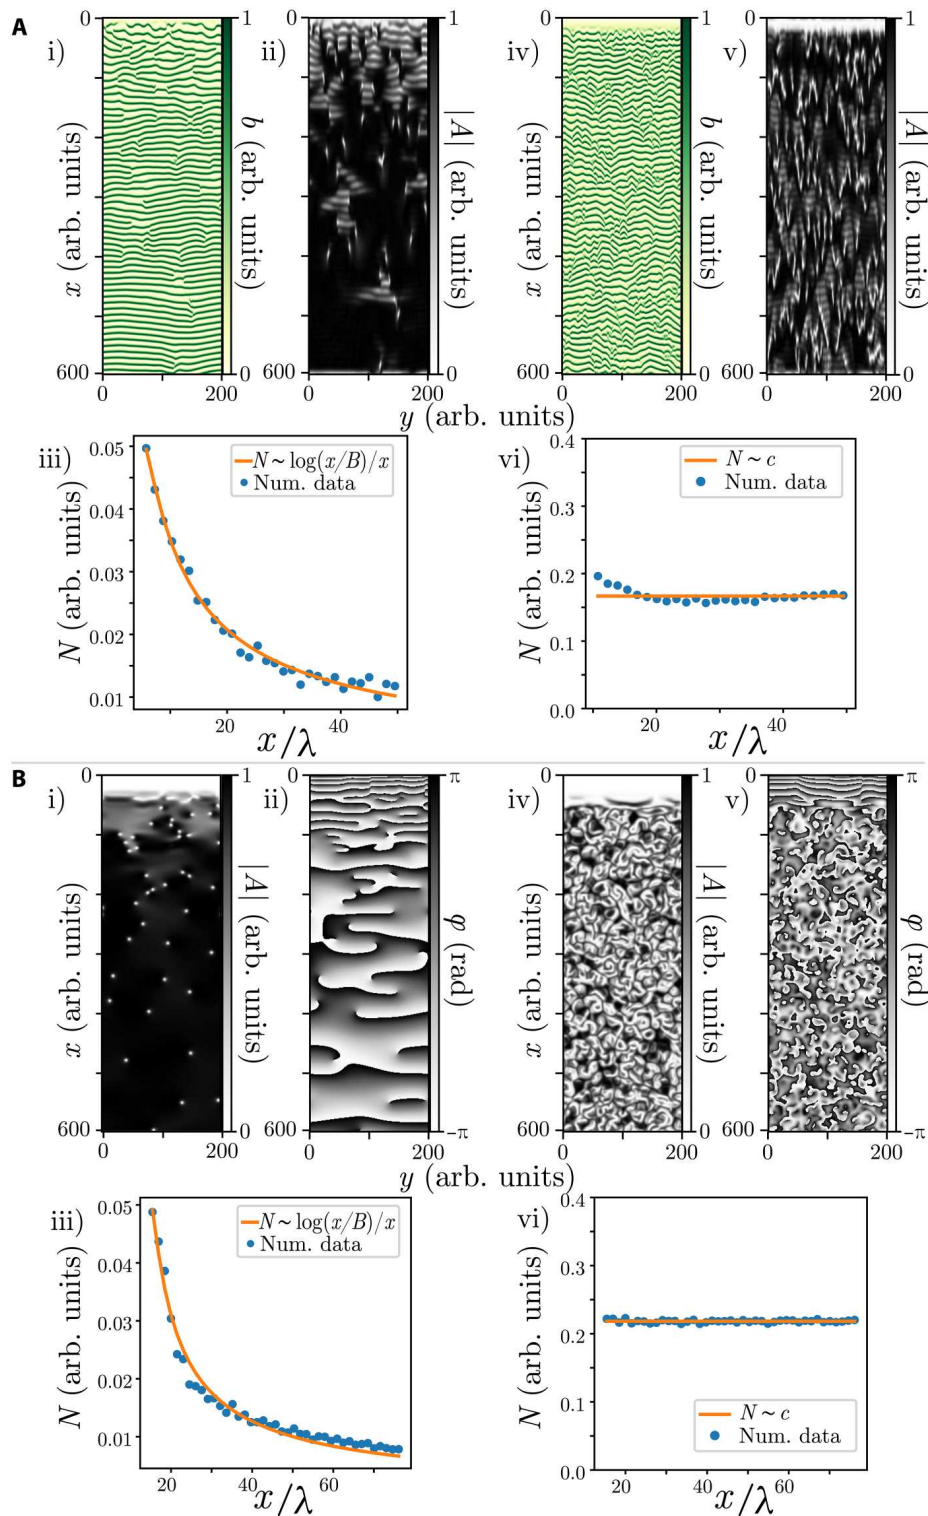 A
i)
0
600
x (arb. units)
0
200
1
0
b (arb. units)
ii)
0
200
1
0
|A| (arb. units)
iv)
0
600
x (arb. units)
0
200
1
0
b (arb. units)
v)
0
200
1
0
|A| (arb. units)
y (arb. units)
iii)
N (arb. units)
0.05
0.04
0.03
0.02
0.01
N ~ log(x/B)/x
Num. data
20
40
x/λ
vi)
N (arb. units)
0.4
0.3
0.2
0.1
0.0
N ~ c
Num. data
20
40
x/λ
B
i)
0
600
x (arb. units)
0
200
1
0
|A| (arb. units)
ii)
0
200
π
-π
φ (rad)
iv)
0
600
x (arb. units)
0
200
1
0
|A| (arb. units)
v)
0
200
π
-π
φ (rad)
y (arb. units)
iii)
N (arb. units)
0.05
0.04
0.03
0.02
0.01
N ~ log(x/B)/x
Num. data
20
40
60
x/λ
vi)
N (arb. units)
0.4
0.3
0.2
0.1
0.0
N ~ c
Num. data
20
40
60
x/λ